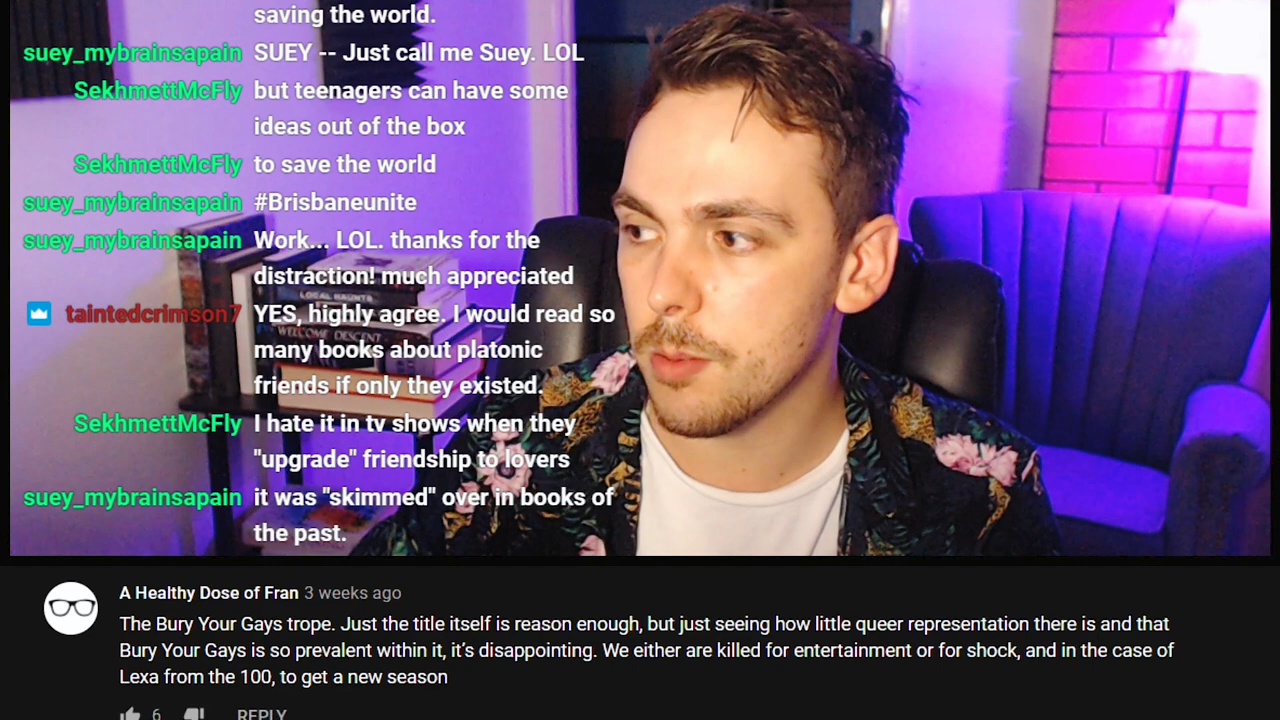 saving the world.
suey_mybrainsapain SUEY -- Just call me Suey. LOL
SekhmettMcFly but teenagers can have some
ideas out of the box
SekhmettMcFly to save the world
suey_mybrainsapain #Brisbaneunite
suey_mybrainsapain Work... LOL. thanks for the
distraction! much appreciated
taintedcrimson7 YES, highly agree. I would read so
many books about platonic
friends if only they existed.
SekhmettMcFly I hate it in tv shows when they
"upgrade" friendship to lovers
suey_mybrainsapain it was "skimmed" over in books of
the past.
LOCAL HAUNTS
WELCOME DESCENT
A Healthy Dose of Fran 3 weeks ago
The Bury Your Gays trope. Just the title itself is reason enough, but just seeing how little queer representation there is and that
Bury Your Gays is so prevalent within it, it's disappointing. We either are killed for entertainment or for shock, and in the case of
Lexa from the 100, to get a new season
6 REPLY